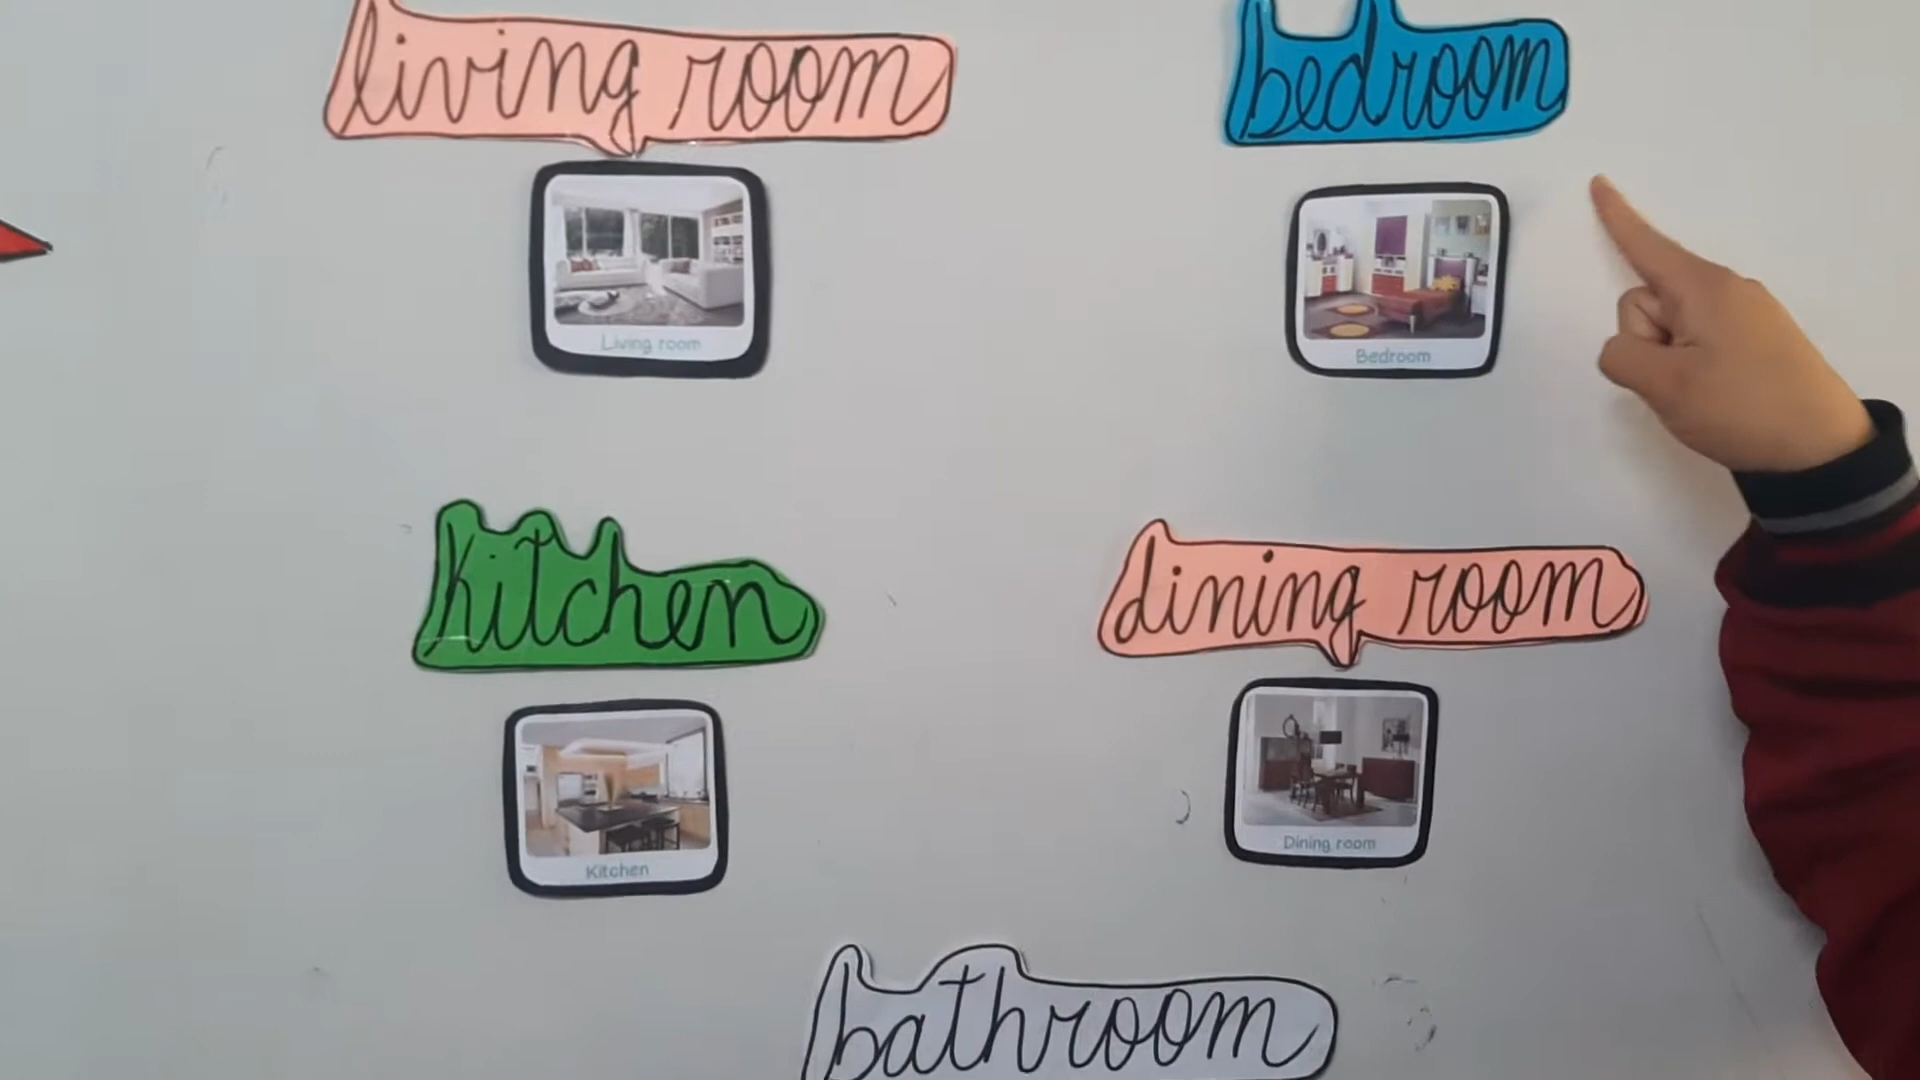 living room
bedroom
Living room
Bedroom
kitchen
dining room
Kitchen
Dining room
bathroom